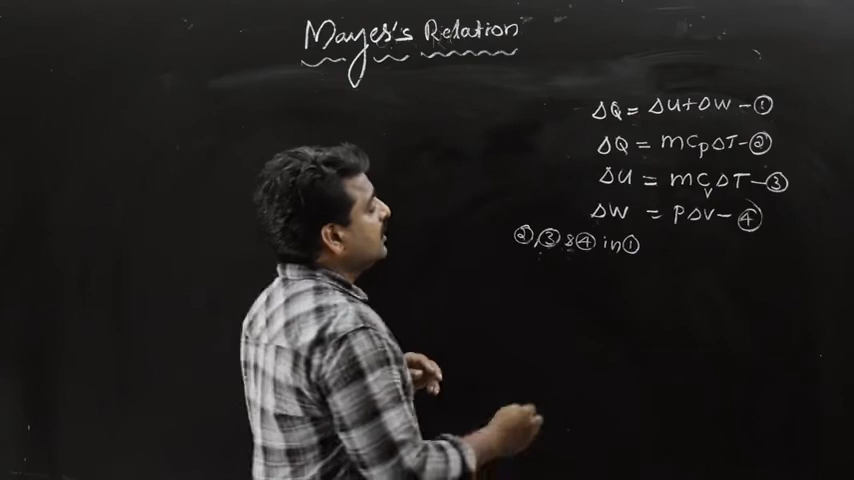 Mayes's Relation
ΔQ = ΔU+ΔW - ①
ΔQ = mCpΔT - ②
ΔU = mCvΔT - ③
ΔW = PΔV - ④
②,③ & ④ in ①